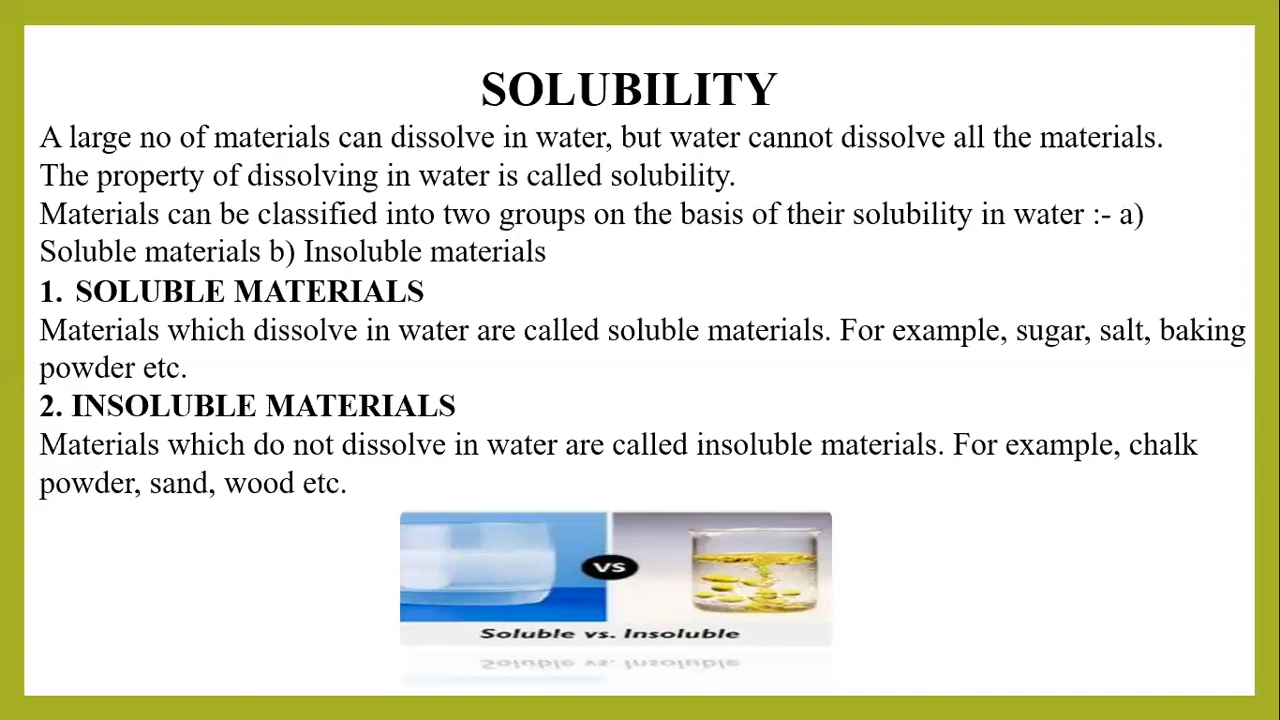 SOLUBILITY
A large no of materials can dissolve in water, but water cannot dissolve all the materials.
The property of dissolving in water is called solubility.
Materials can be classified into two groups on the basis of their solubility in water :- a)
Soluble materials b) Insoluble materials
1. SOLUBLE MATERIALS
Materials which dissolve in water are called soluble materials. For example, sugar, salt, baking
powder etc.
2. INSOLUBLE MATERIALS
Materials which do not dissolve in water are called insoluble materials. For example, chalk
powder, sand, wood etc.
VS
Soluble vs. Insoluble